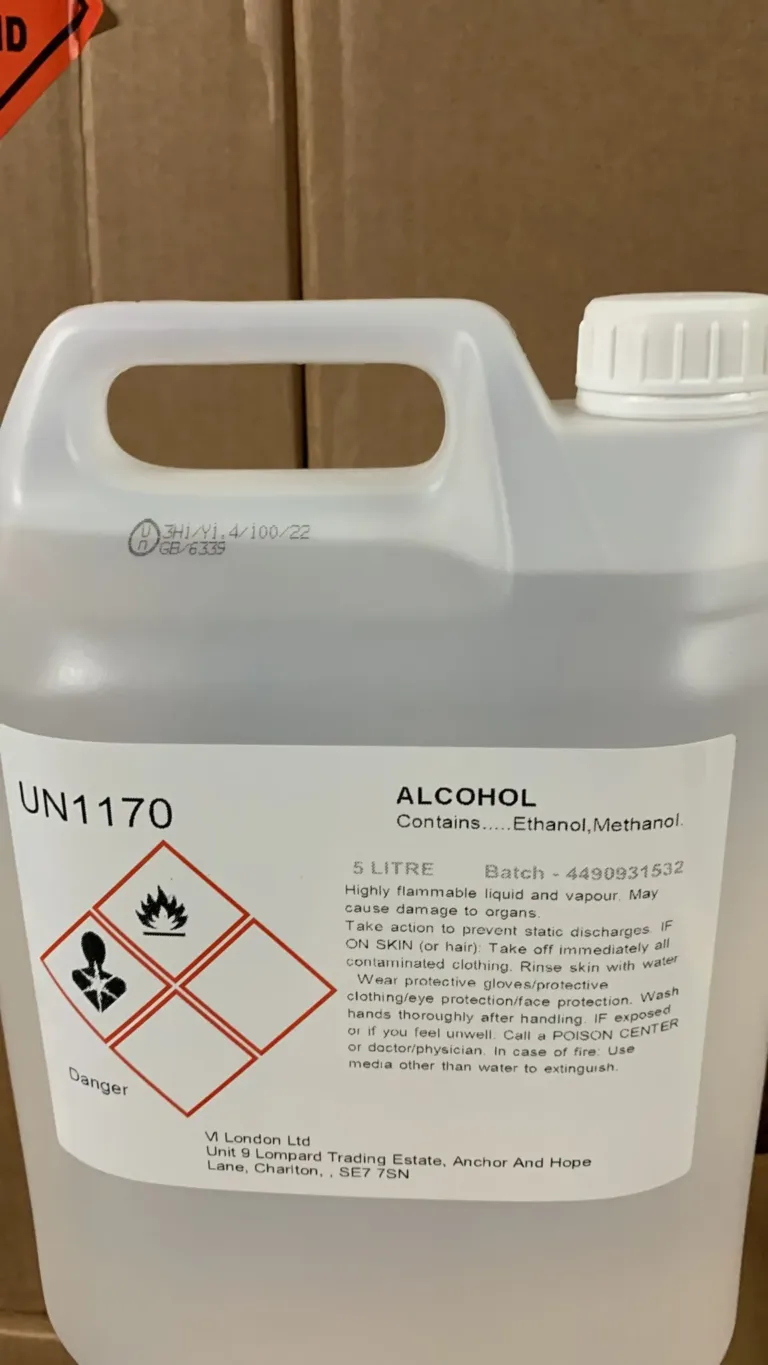 ID
UN
3H1/Y1.4/100/22
GB/6339
UN1170
ALCOHOL
Contains.....Ethanol,Methanol.
5 LITRE Batch - 4490931532
Highly flammable liquid and vapour. May
cause damage to organs.
Take action to prevent static discharges. IF
ON SKIN (or hair): Take off immediately all
contaminated clothing. Rinse skin with water
Wear protective gloves/protective
clothing/eye protection/face protection. Wash
hands thoroughly after handling. IF exposed
or if you feel unwell. Call a POISON CENTER
or doctor/physician. In case of fire: Use
media other than water to extinguish.
Danger
VI London Ltd
Unit 9 Lompard Trading Estate, Anchor And Hope
Lane, Charlton, , SE7 7SN